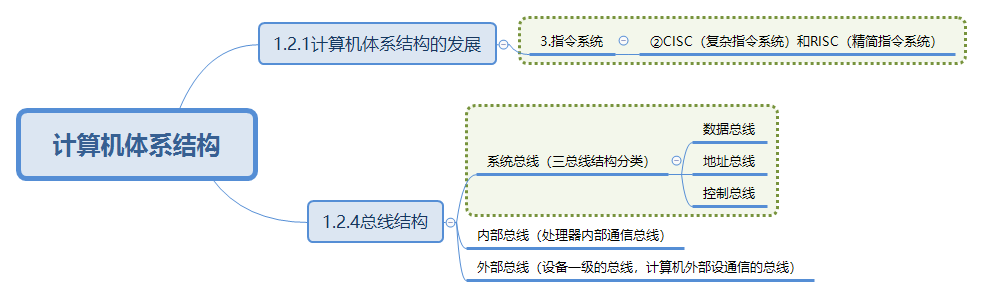 1.2.1计算机体系结构的发展
3.指令系统
②CISC（复杂指令系统）和RISC（精简指令系统）
计算机体系结构
1.2.4总线结构
系统总线（三总线结构分类）
数据总线
地址总线
控制总线
内部总线（处理器内部通信总线）
外部总线（设备一级的总线，计算机外部设通信的总线）